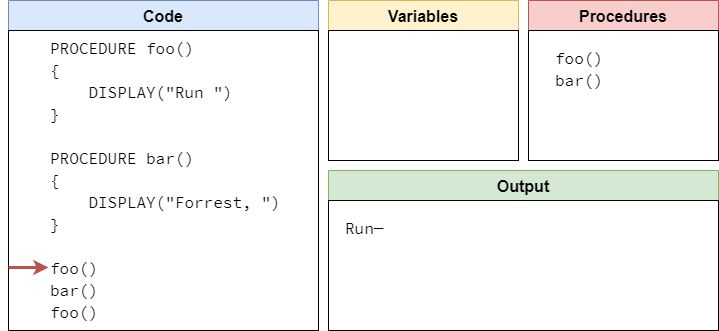 Code
PROCEDURE foo()
{
DISPLAY("Run ")
}
PROCEDURE bar()
{
DISPLAY("Forrest, ")
}
foo()
bar()
foo()
Variables
Procedures
foo()
bar()
Output
Run—